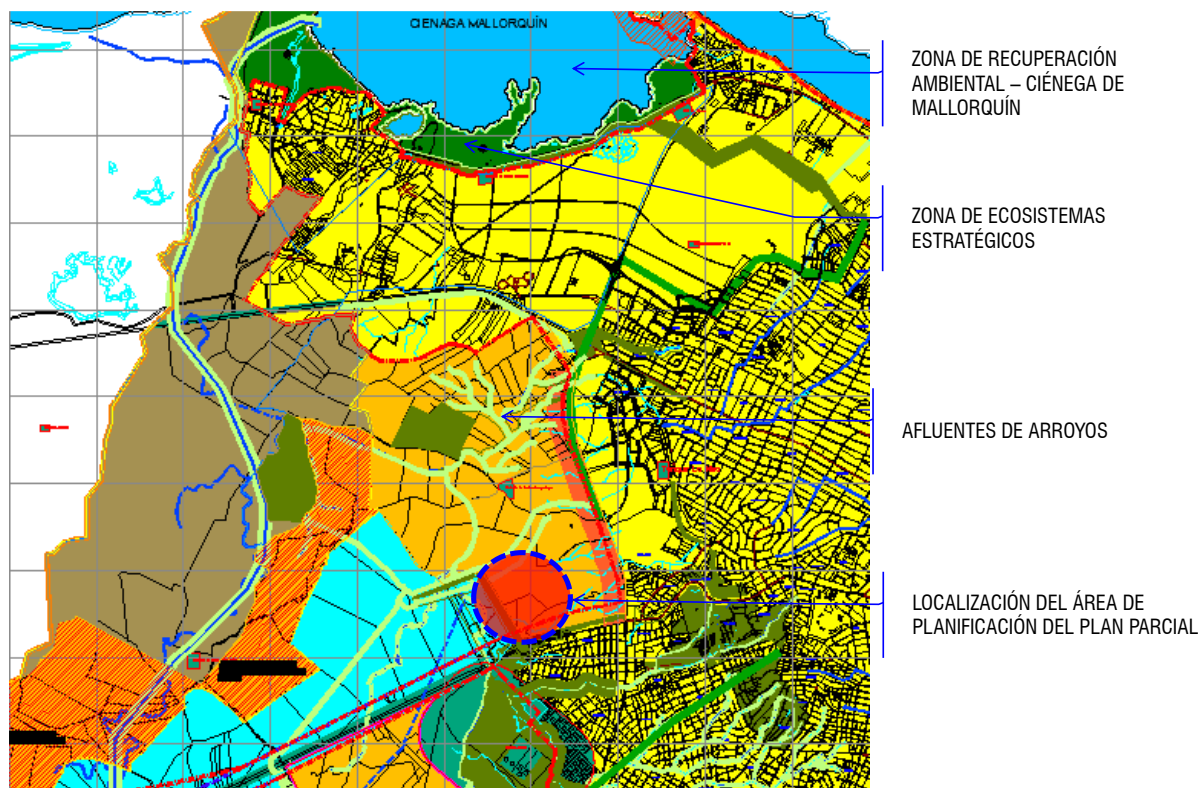 CIENAGA MALLORQUÍN
ZONA DE RECUPERACIÓN
AMBIENTAL – CIÉNEGA DE
MALLORQUÍN
ZONA DE ECOSISTEMAS
ESTRATÉGICOS
AFLUENTES DE ARROYOS
LOCALIZACIÓN DEL ÁREA DE
PLANIFICACIÓN DEL PLAN PARCIAL